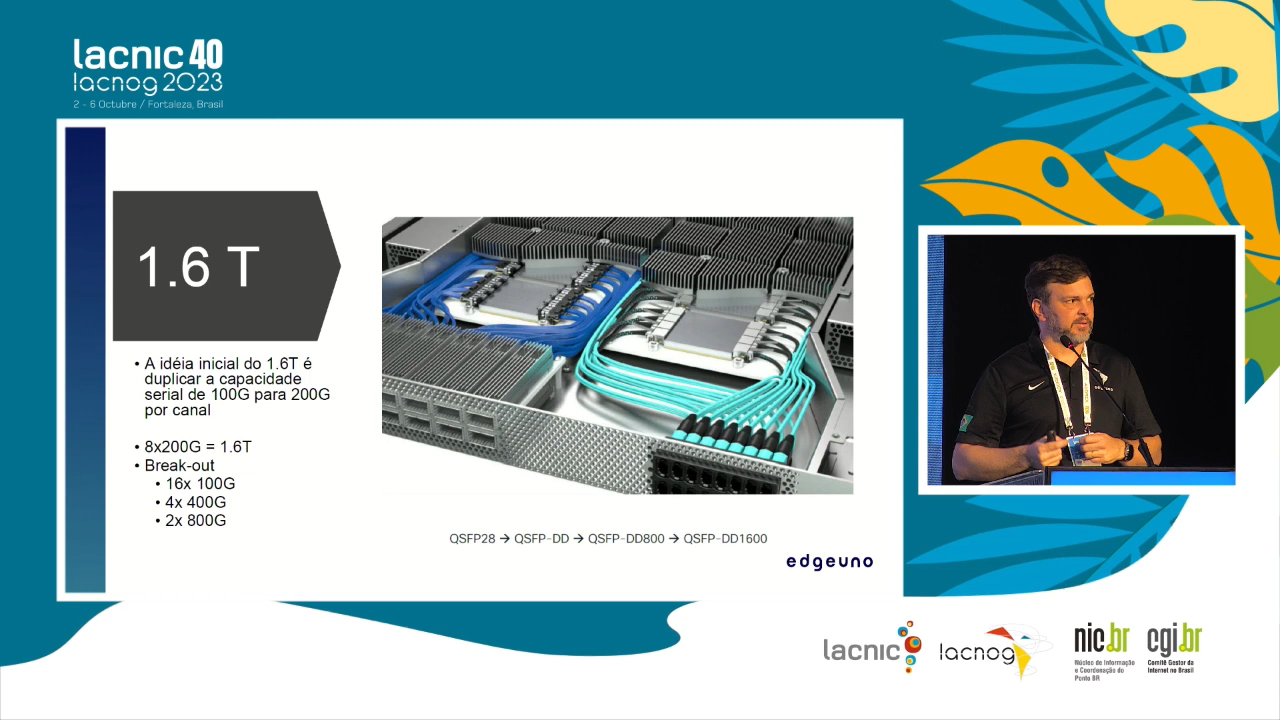 lacnic 40
lacnog 2023
2 - 6 Octubre / Fortaleza, Brasil
1.6 T
• A idéia inicial do 1.6T é
duplicar a capacidade
serial de 100G para 200G
por canal
• 8x200G = 1.6T
• Break-out
• 16x 100G
• 4x 400G
• 2x 800G
QSFP28 → QSFP-DD → QSFP-DD800 → QSFP-DD1600
edgeuno
lacnic
lacnog
nic.br
Núcleo de Informação
e Coordenação do
Ponto BR
cgi.br
Comitê Gestor da
Internet no Brasil